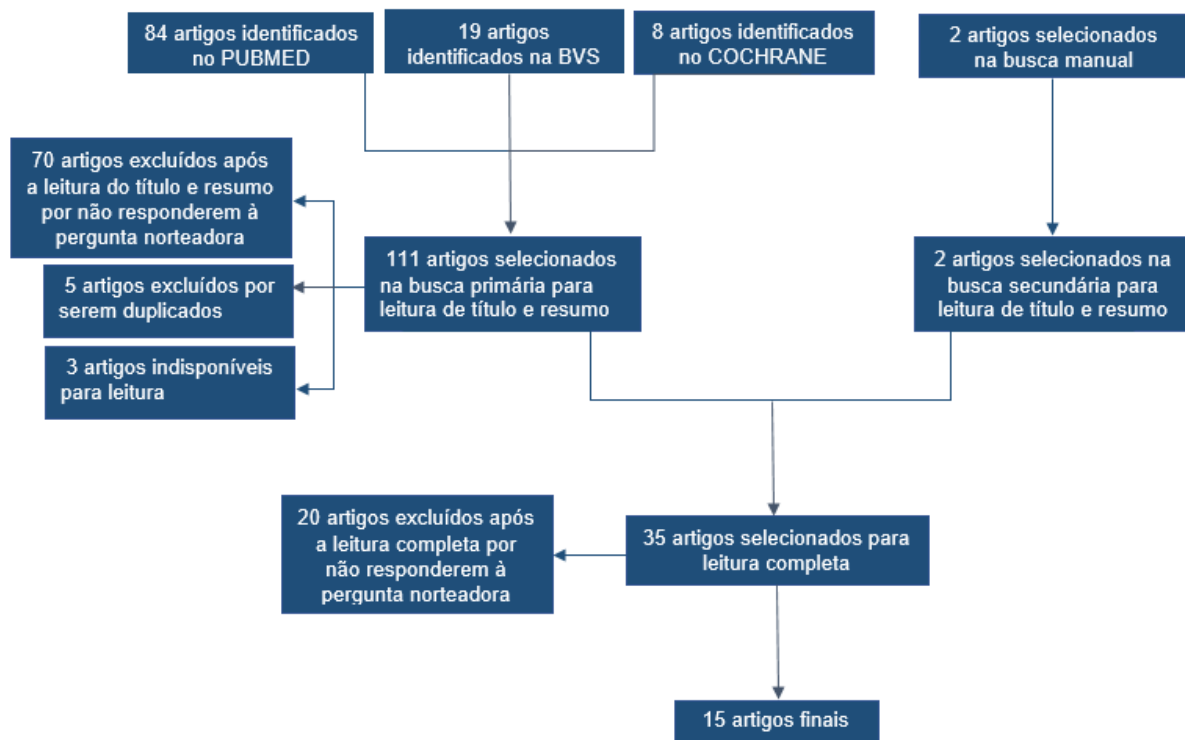 84 artigos identificados
no PUBMED
19 artigos
identificados na BVS
8 artigos identificados
no COCHRANE
2 artigos selecionados
na busca manual
70 artigos excluídos após
a leitura do título e resumo
por não responderem à
pergunta norteadora
5 artigos excluídos por
serem duplicados
3 artigos indisponíveis
para leitura
111 artigos selecionados
na busca primária para
leitura de título e resumo
2 artigos selecionados na
busca secundária para
leitura de título e resumo
20 artigos excluídos após
a leitura completa por
não responderem à
pergunta norteadora
35 artigos selecionados para
leitura completa
15 artigos finais